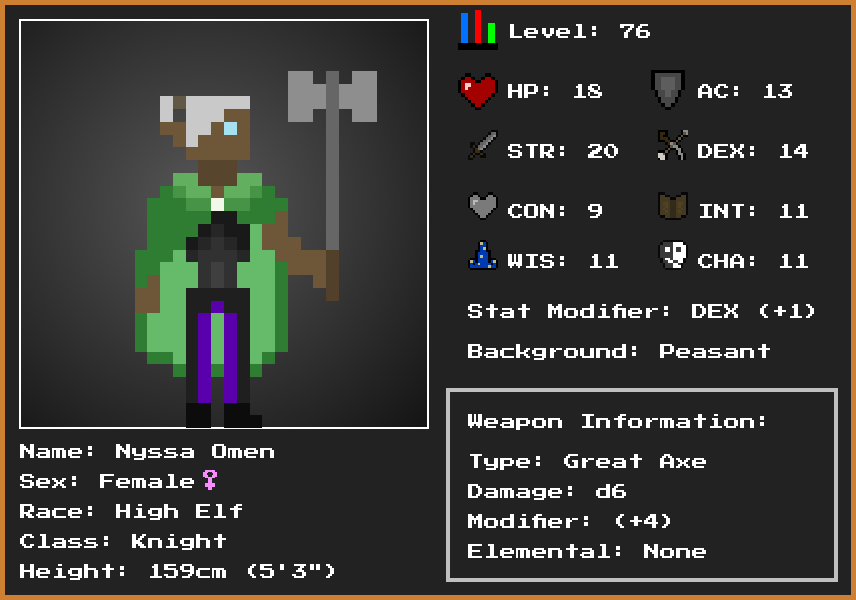 Level: 76
HP: 18 AC: 13
STR: 20 DEX: 14
CON: 9 INT: 11
WIS: 11 CHA: 11
Stat Modifier: DEX (+1)
Background: Peasant
Weapon Information:
Type: Great Axe
Damage: d6
Modifier: (+4)
Elemental: None
Name: Nyssa Omen
Sex: Female♀
Race: High Elf
Class: Knight
Height: 159cm (5'3")